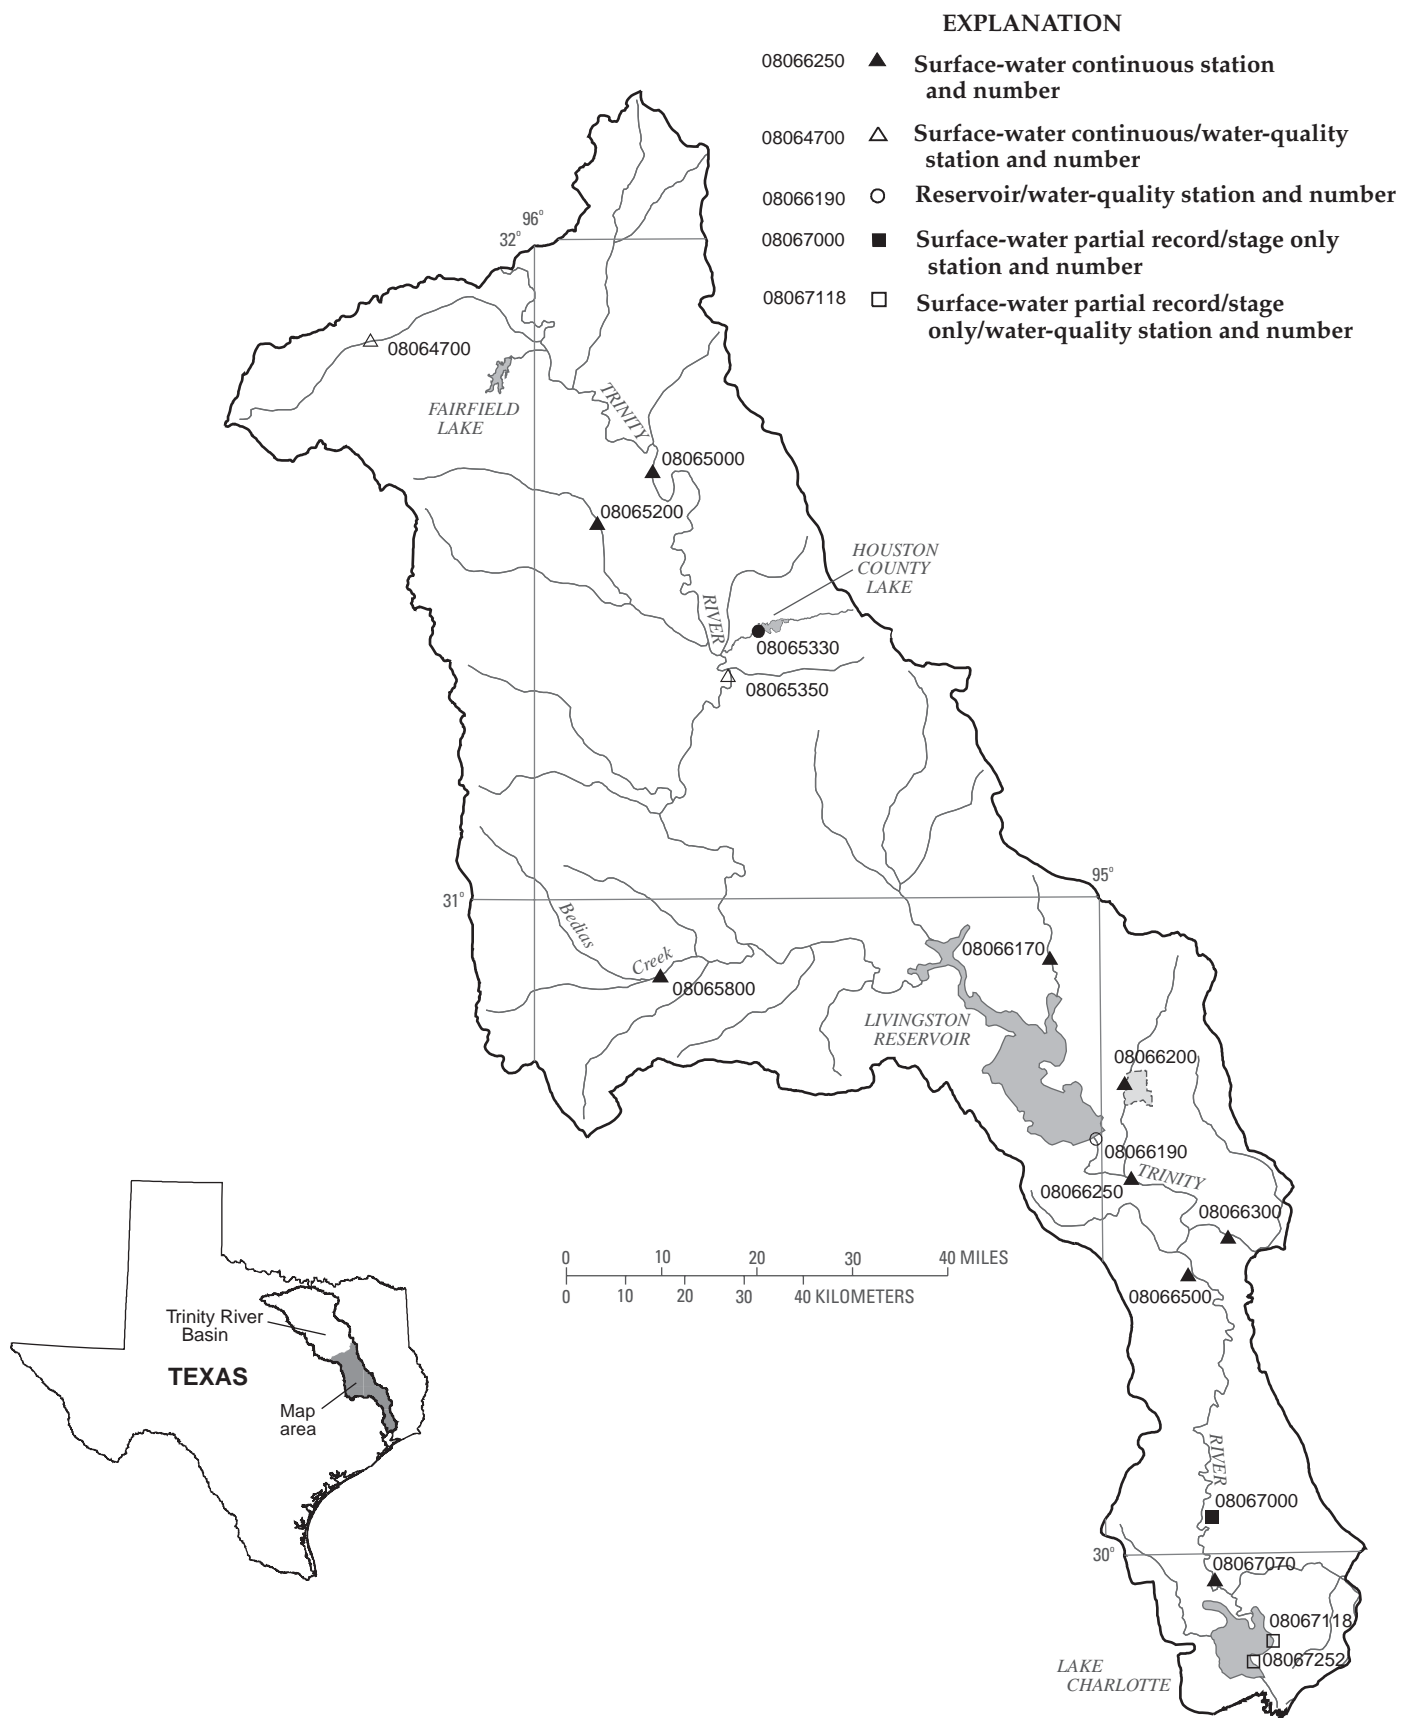 EXPLANATION
08066250 Surface-water continuous station
and number
08064700 Surface-water continuous/water-quality
station and number
08066190 Reservoir/water-quality station and number
08067000 Surface-water partial record/stage only
station and number
08067118 Surface-water partial record/stage
only/water-quality station and number
96°
32°
08064700
FAIRFIELD
LAKE
TRINITY
08065000
08065200
HOUSTON
COUNTY
LAKE
RIVER
08065330
08065350
95°
31°
Bedias
Creek
08065800
08066170
LIVINGSTON
RESERVOIR
08066200
08066190
TRINITY
08066250
08066300
08066500
0 10 20 30 40 MILES
0 10 20 30 40 KILOMETERS
Trinity River
Basin
TEXAS
Map
area
RIVER
08067000
30°
08067070
08067118
08067252
LAKE
CHARLOTTE